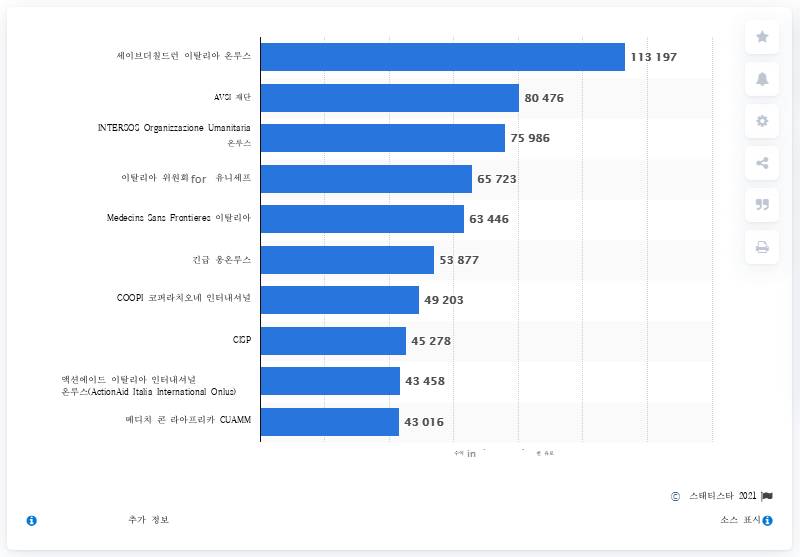 세이브더칠드런 이탈리아 온루스
113 197
AVSI 재단
80 476
INTERSOS Organizzazione Umanitaria
온루스
75 986
이탈리아 위원회 for 유니세프
65 723
Medecins Sans Frontieres 이탈리아
63 446
긴급 옹온루스
53 877
COOPI 코퍼라치오네 인터내셔널
49 203
CISP
45 278
액션에이드 이탈리아 인터내셔널
온루스(ActionAid Italia International Onlus)
43 458
메디치 콘 라아프리카 CUAMM
43 016
수익 in
© 스태티스타 2021
추가 정보
소스 표시